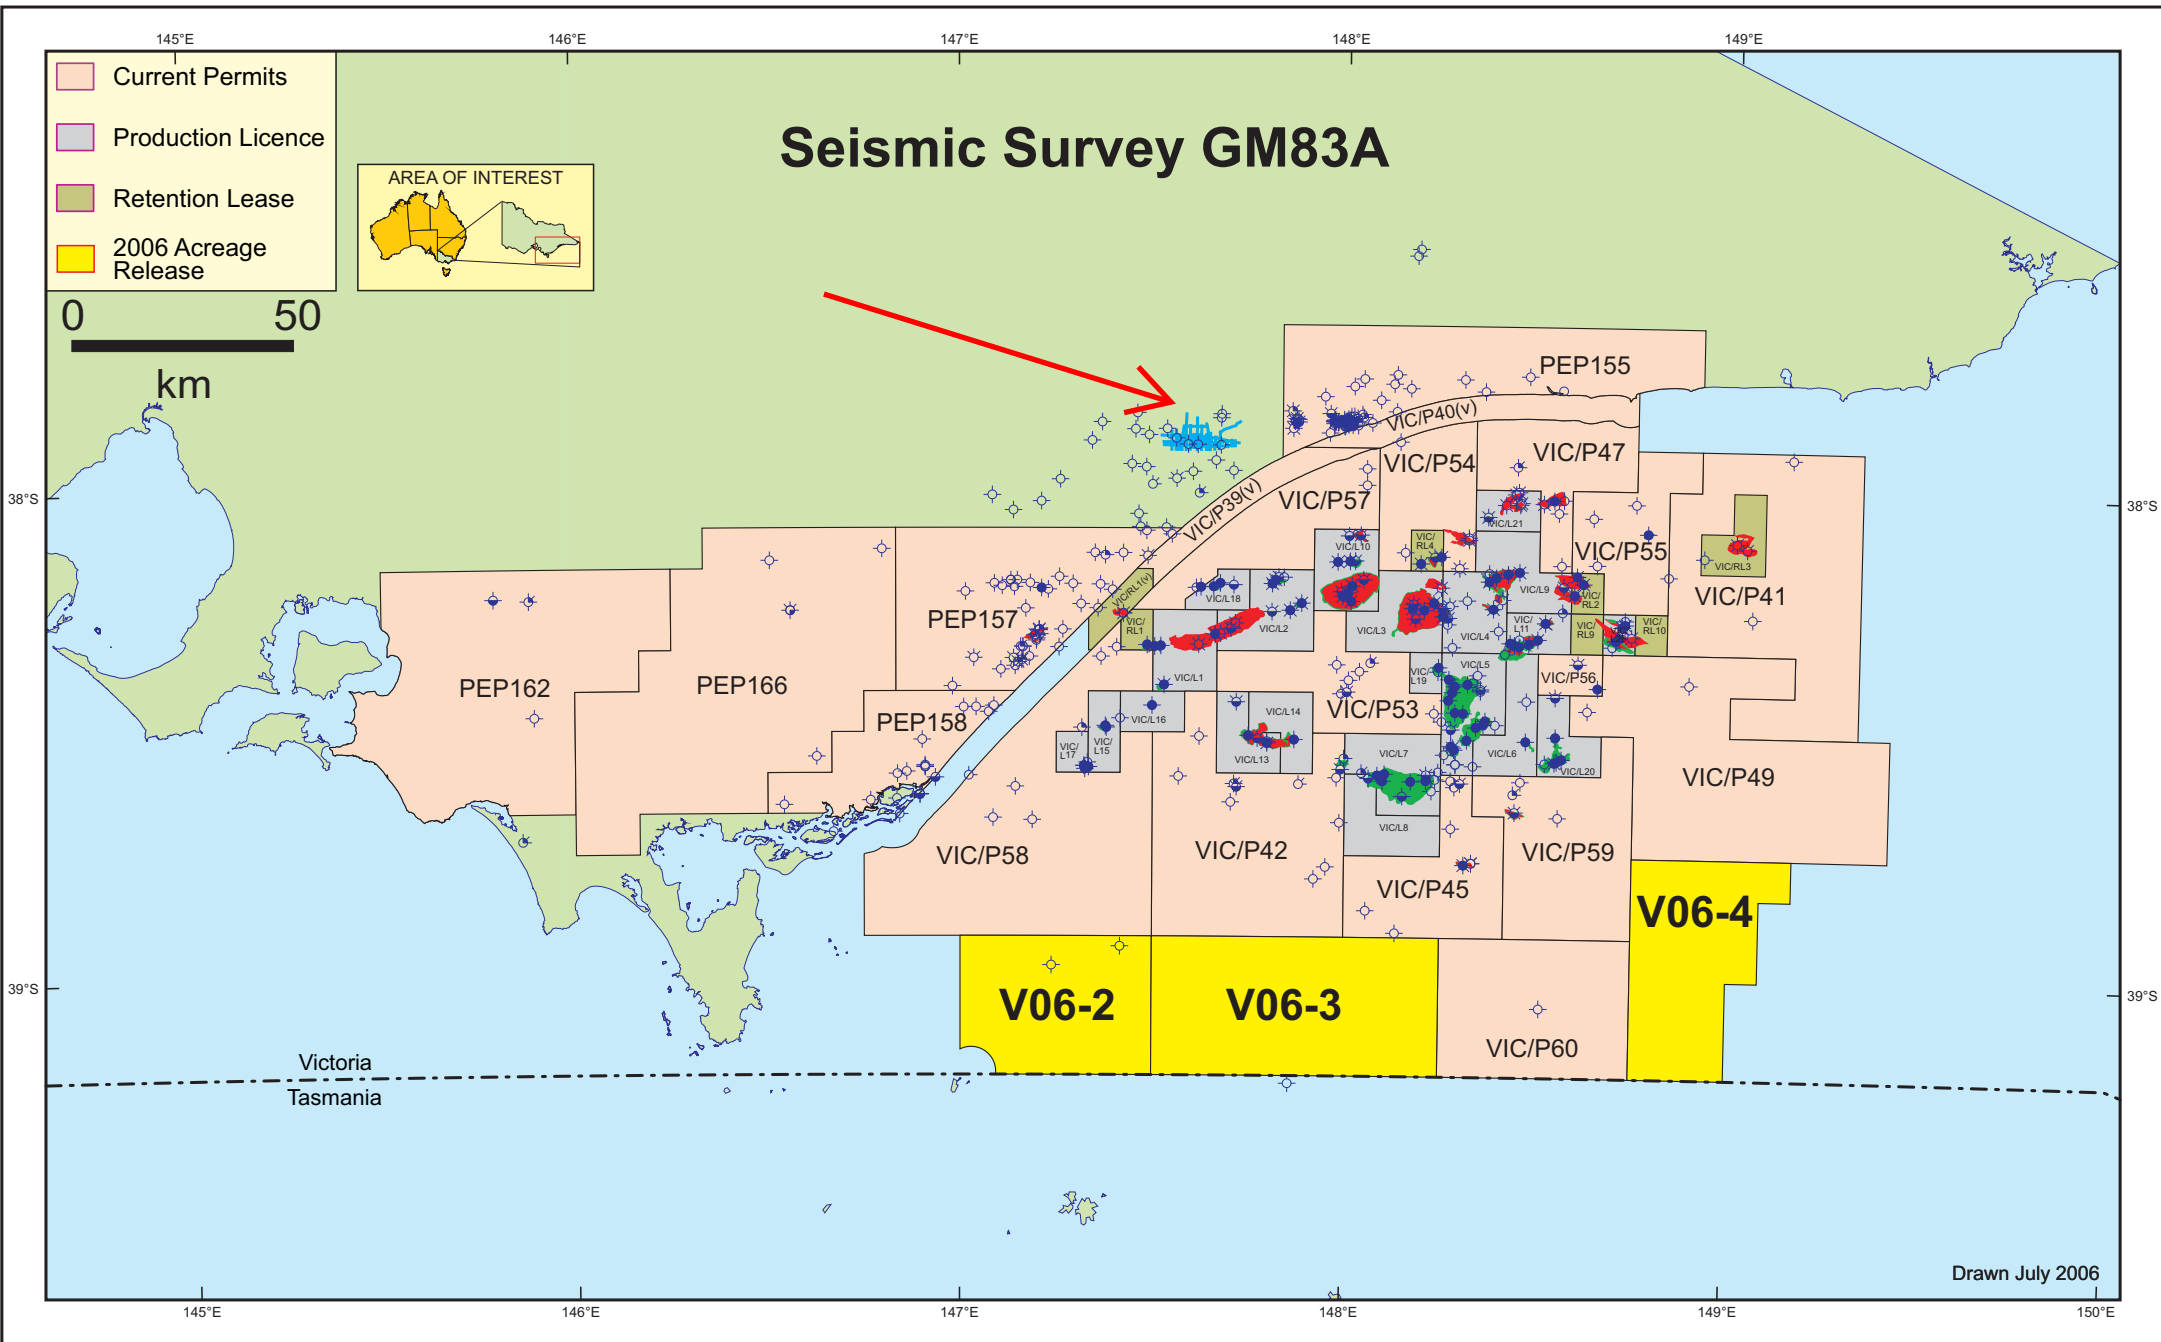 145°E
146°E
147°E
148°E
149°E
Current Permits
Production Licence
Retention Lease
2006 Acreage
Release
AREA OF INTEREST
Seismic Survey GM83A
0
50
km
PEP155
VIC/P40(v)
VIC/P47
VIC/P54
VIC/P57
VIC/P39(v)
38°S
38°S
VIC/L21
VIC/L10
VIC/
RL4
VIC/P55
VIC/RL3
VIC/P41
VIC/RL1(v)
VIC/L18
VIC/L9
VIC/
RL2
PEP157
VIC/
RL1
VIC/L2
VIC/L3
VIC/L4
VIC/
L11
VIC/
RL9
VIC/
RL10
PEP162
PEP166
VIC/L1
VIC/
L19
VIC/L5
VIC/P56
PEP158
VIC/L16
VIC/L14
VIC/P53
VIC/
L17
VIC/
L15
VIC/L13
VIC/L7
VIC/L6
VIC/L20
VIC/P49
VIC/L8
VIC/P58
VIC/P42
VIC/P59
VIC/P45
V06-4
39°S
39°S
V06-2
V06-3
VIC/P60
Victoria
Tasmania
Drawn July 2006
145°E
146°E
147°E
148°E
149°E
150°E